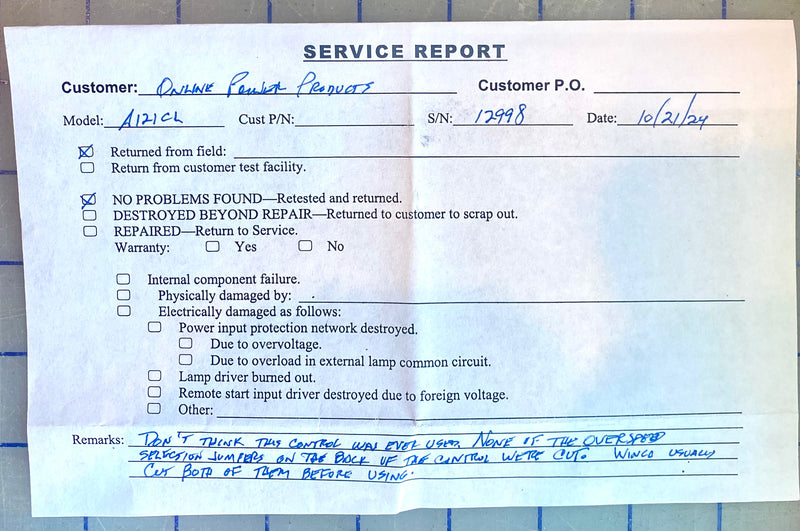 SERVICE REPORT
Customer: ONLINE POWER PRODUCTS Customer P.O.
Model: A121CL Cust P/N: S/N: 12998 Date: 10/21/24
Returned from field:
Return from customer test facility.
NO PROBLEMS FOUND—Retested and returned.
DESTROYED BEYOND REPAIR—Returned to customer to scrap out.
REPAIRED—Return to Service.
Warranty: Yes No
Internal component failure.
Physically damaged by:
Electrically damaged as follows:
Power input protection network destroyed.
Due to overvoltage.
Due to overload in external lamp common circuit.
Lamp driver burned out.
Remote start input driver destroyed due to foreign voltage.
Other:
Remarks: DON'T THINK THIS CONTROL WAS EVER USED. NONE OF THE OVERSPEED
SELECTION JUMPERS ON THE BACK OF THE CONTROL WERE CUT. WINCO USUALLY
CUT BOTH OF THEM BEFORE USING.